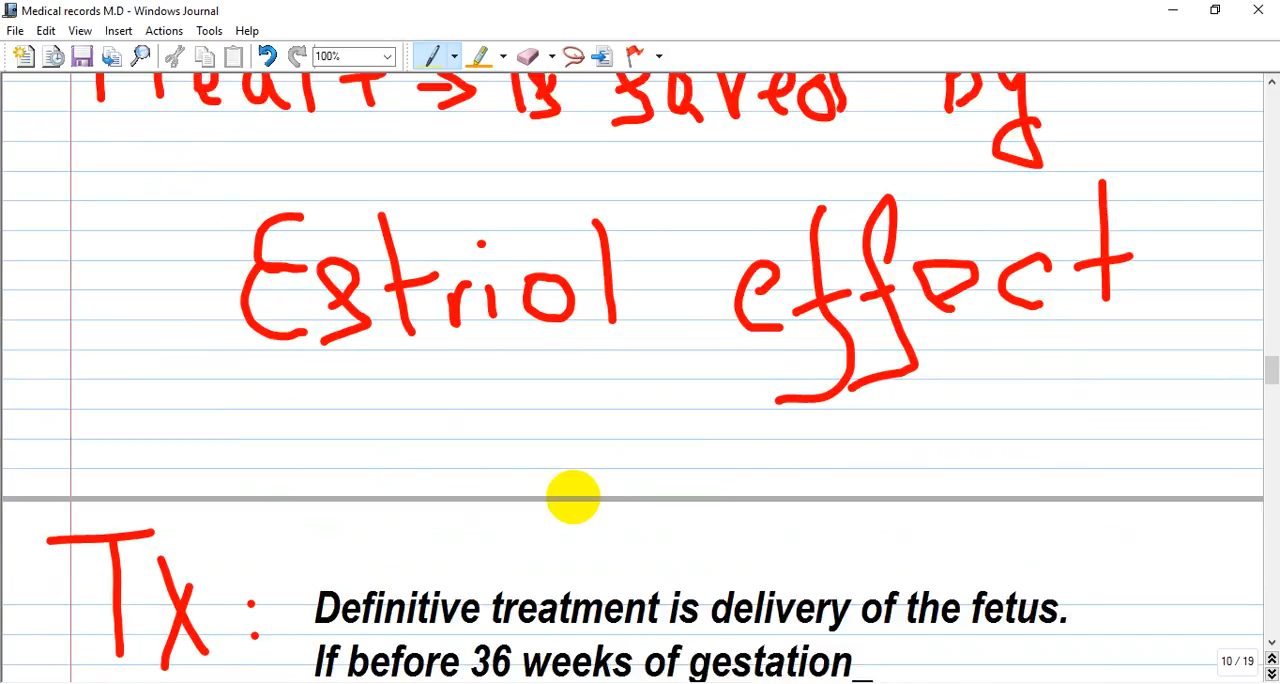 Medical records M.D - Windows Journal
File Edit View Insert Actions Tools Help
100%
is saved by
Estriol effect
Tx:
Definitive treatment is delivery of the fetus.
If before 36 weeks of gestation_
10 / 19